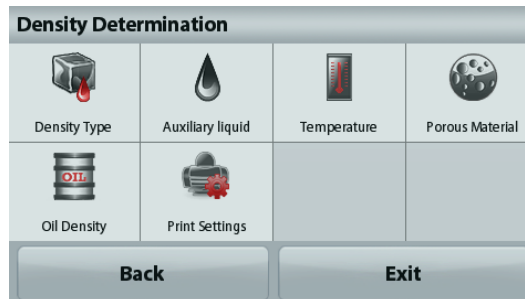 Density Determination
Density Type
Auxiliary liquid
Temperature
Porous Material
OIL
Oil Density
Print Settings
Back
Exit